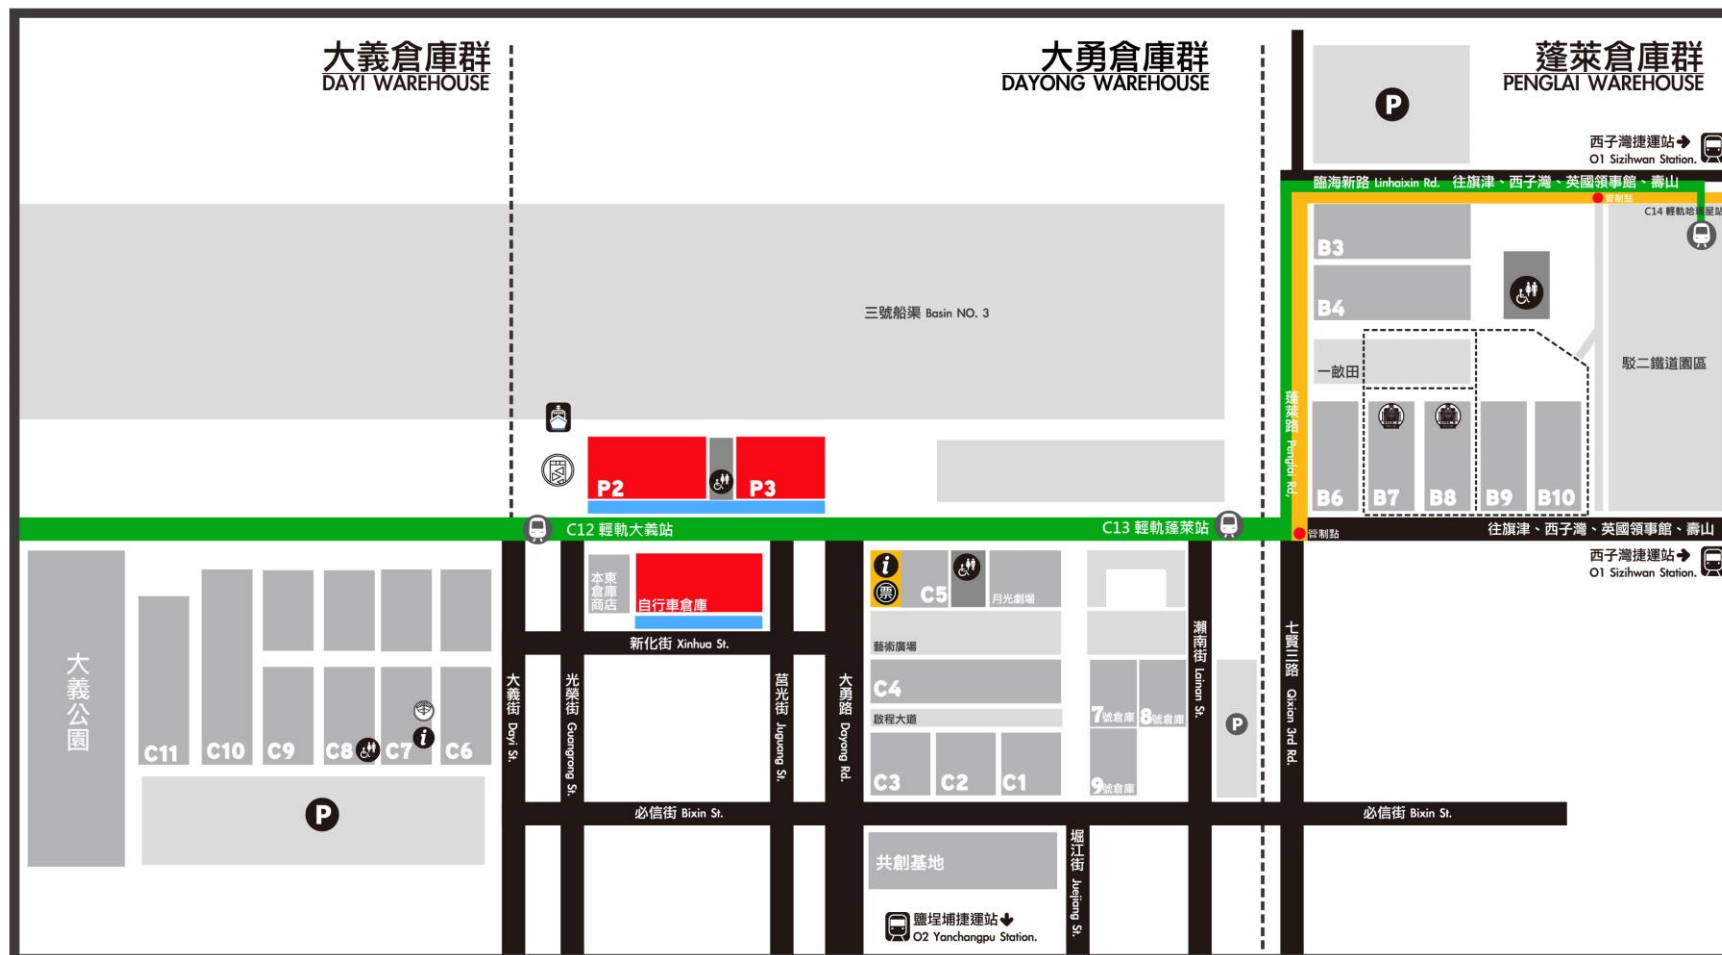 大義倉庫群
DAYI WAREHOUSE
大勇倉庫群
DAYONG WAREHOUSE
蓬萊倉庫群
PENGLAI WAREHOUSE
P
西子灣捷運站
O1 Sizihwan Station.
臨海新路 Linhaixin Rd. 往旗津、西子灣、英國領事館、壽山
管制點
C14 輕軌哈瑪星站
B3
B4
三號船渠 Basin NO. 3
一畝田
駁二鐵道園區
蓬萊路 Penglai Rd.
B6
B7
B8
B9
B10
P2
P3
C12 輕軌大義站
C13 輕軌蓬萊站
管制點
往旗津、西子灣、英國領事館、壽山
西子灣捷運站
O1 Sizihwan Station.
本東
倉庫
商店
自行車倉庫
i
票
C5
月光劇場
新化街 Xinhua St.
藝術廣場
大義公園
C4
啟程大道
7號倉庫
8號倉庫
P
大義街 Dayi St.
光榮街 Guangrong St.
莒光街 Juguang St.
大勇路 Dayong Rd.
瀨南街 Lainan St.
七賢三路 Qixian 3rd Rd.
C11
C10
C9
C8
C7
i
C6
C3
C2
C1
9號倉庫
P
必信街 Bixin St.
必信街 Bixin St.
共創基地
堀江街 Juejiang St.
鹽埕埔捷運站
O2 Yanchangpu Station.